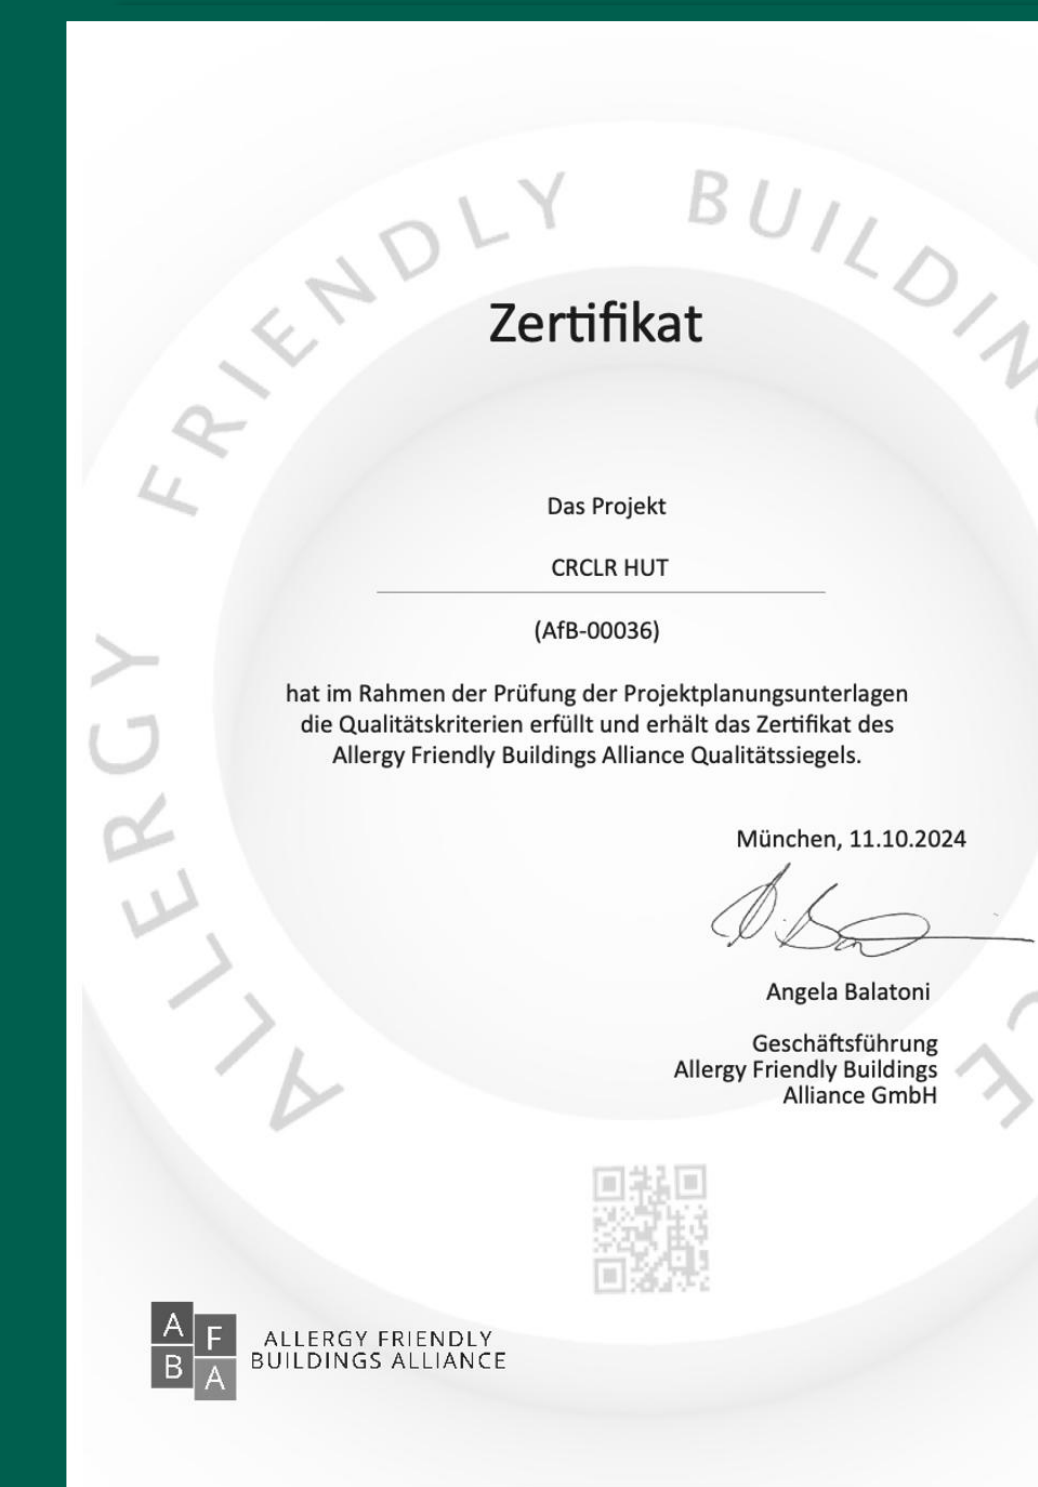 ALLERGY FRIENDLY BUILDING
CE
Zertifikat
Das Projekt
CRCLR HUT
(AfB-00036)
hat im Rahmen der Prüfung der Projektplanungsunterlagen
die Qualitätskriterien erfüllt und erhält das Zertifikat des
Allergy Friendly Buildings Alliance Qualitätssiegels.
München, 11.10.2024
Angela Balatoni
Geschäftsführung
Allergy Friendly Buildings
Alliance GmbH
A F
B A
ALLERGY FRIENDLY
BUILDINGS ALLIANCE